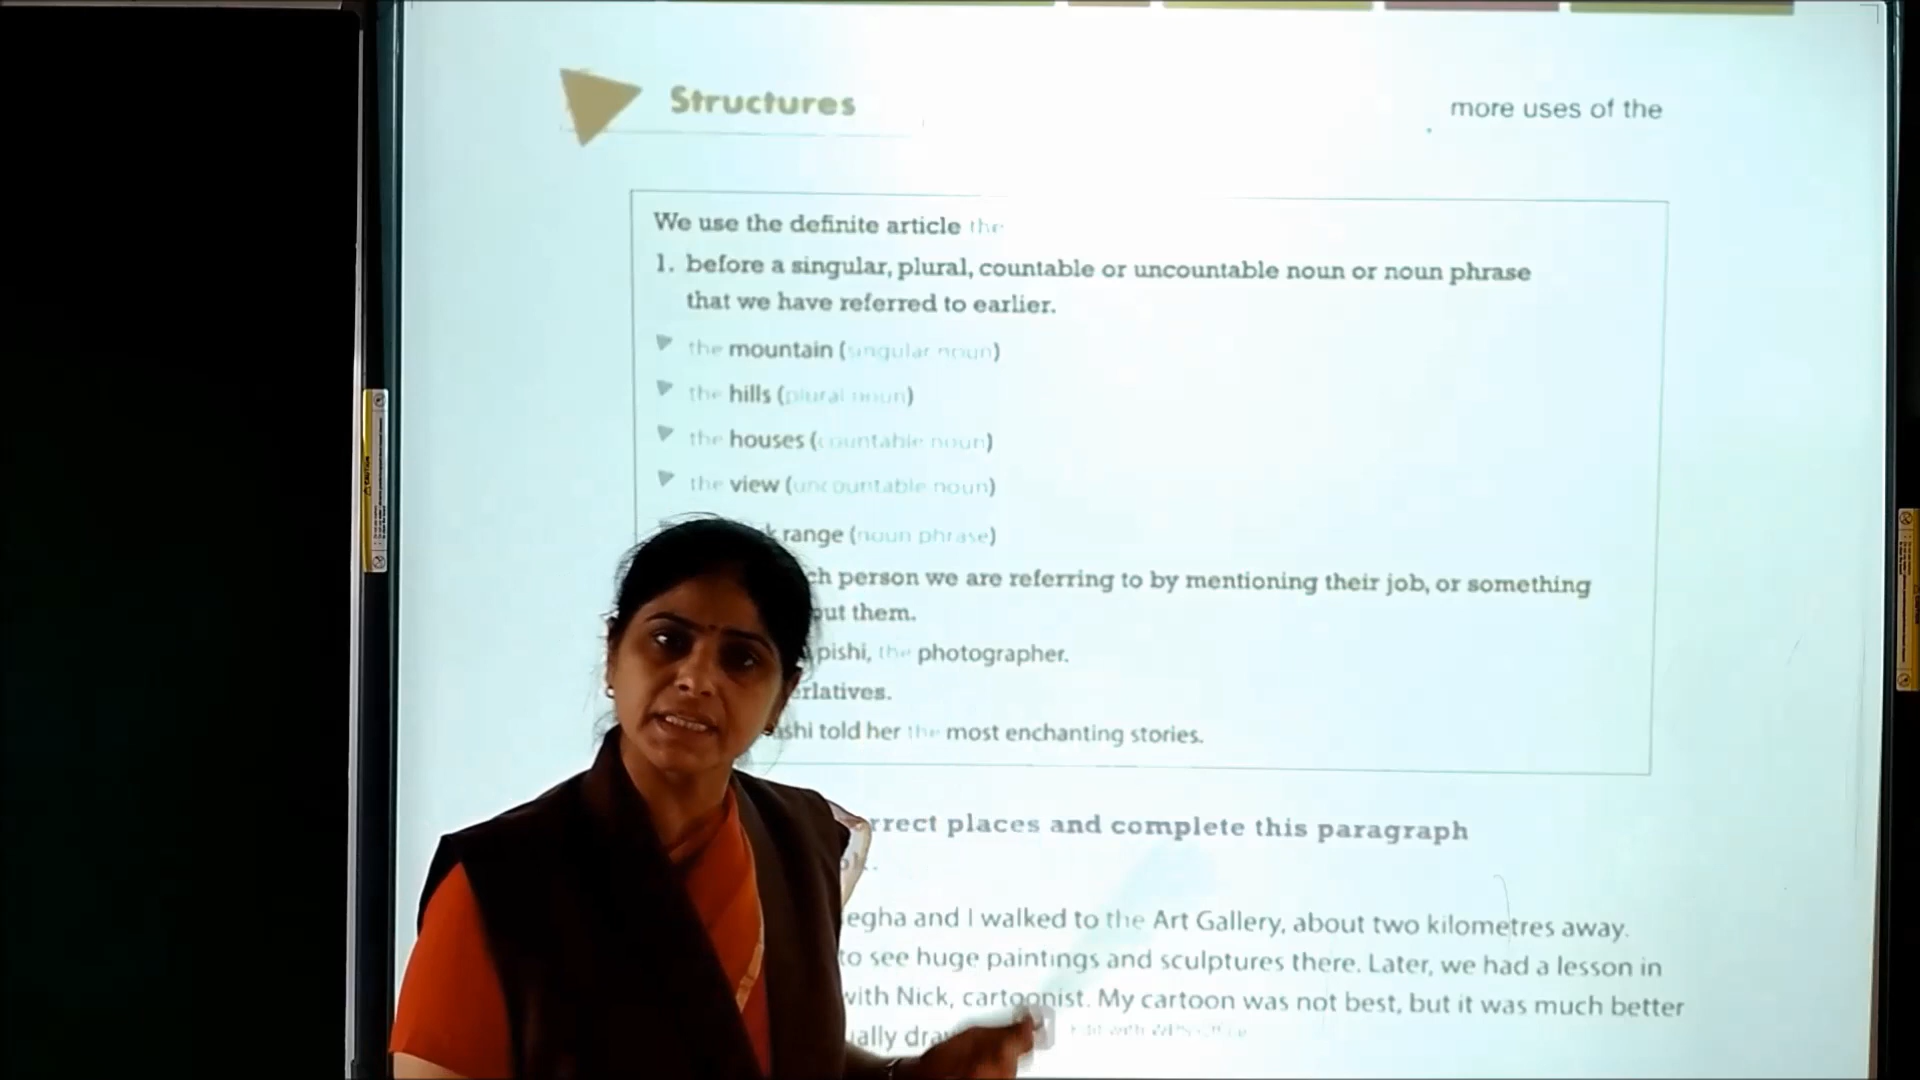 Structures
more uses of the
We use the definite article the
1. before a singular, plural, countable or uncountable noun or noun phrase
that we have referred to earlier.
the mountain (singular noun)
the hills (plural noun)
the houses (countable noun)
the view (uncountable noun)
range (noun phrase)
person we are referring to by mentioning their job, or something
them.
pishi, the photographer.
told her the most enchanting stories.
places and complete this paragraph
and I walked to the Art Gallery, about two kilometres away.
to see huge paintings and sculptures there. Later, we had a lesson in
with Nick, cartoonist. My cartoon was not best, but it was much better